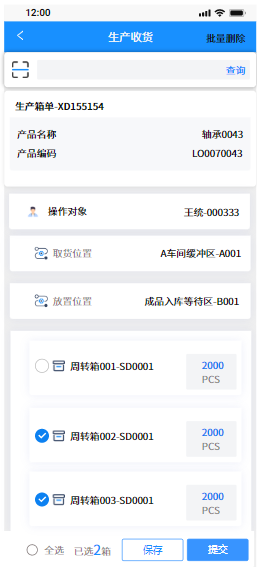 12:00
生产收货 批量删除
查询
生产箱单-XD155154
产品名称 轴承0043
产品编码 LO0070043
操作对象 王统-000333
取货位置 A车间缓冲区-A001
放置位置 成品入库等待区-B001
周转箱001-SD0001 2000
PCS
周转箱002-SD0001 2000
PCS
周转箱003-SD0001 2000
PCS
全选 已选2箱 保存 提交